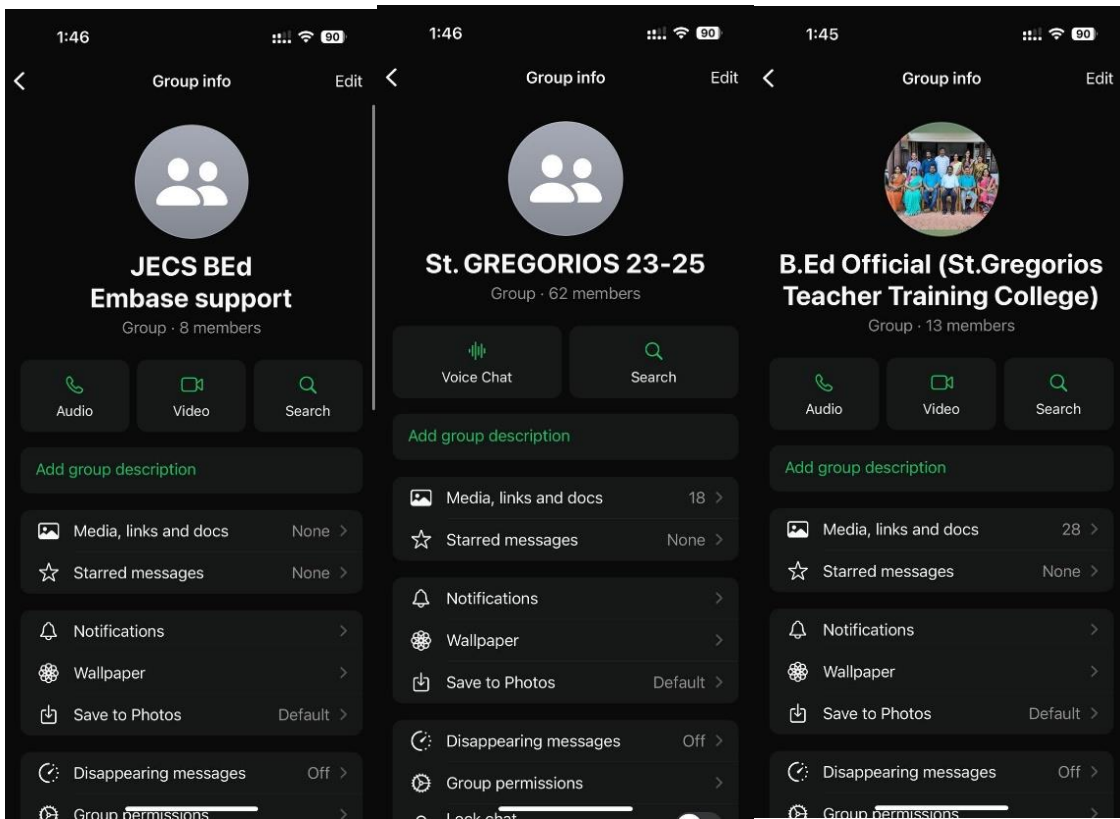 1:46
90
Group info
Edit
JECS BEd
Embase support
Group · 8 members
Audio
Video
Search
Add group description
Media, links and docs
None
Starred messages
None
Notifications
Wallpaper
Save to Photos
Default
Disappearing messages
Off
Group permissions
1:46
90
Group info
Edit
St. GREGORIOS 23-25
Group · 62 members
Voice Chat
Search
Add group description
Media, links and docs
18
Starred messages
None
Notifications
Wallpaper
Save to Photos
Default
Disappearing messages
Off
Group permissions
Lock chat
1:45
90
Group info
Edit
B.Ed Official (St.Gregorios
Teacher Training College)
Group · 13 members
Audio
Video
Search
Add group description
Media, links and docs
28
Starred messages
None
Notifications
Wallpaper
Save to Photos
Default
Disappearing messages
Off
Group permissions